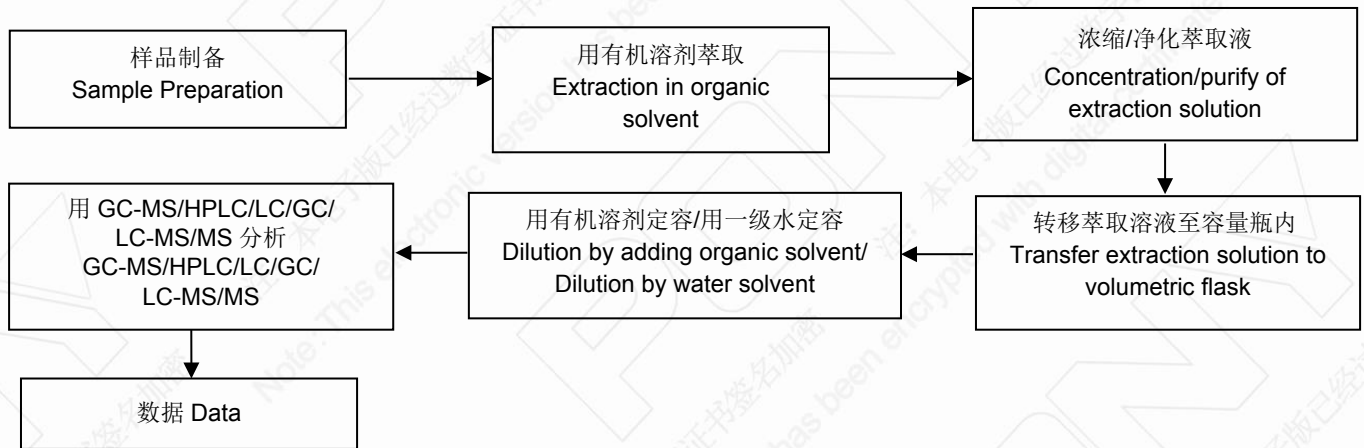 样品制备
Sample Preparation
用有机溶剂萃取
Extraction in organic
solvent
浓缩/净化萃取液
Concentration/purify of
extraction solution
转移萃取溶液至容量瓶内
Transfer extraction solution to
volumetric flask
用有机溶剂定容/用一级水定容
Dilution by adding organic solvent/
Dilution by water solvent
用 GC-MS/HPLC/LC/GC/
LC-MS/MS 分析
GC-MS/HPLC/LC/GC/
LC-MS/MS
数据 Data